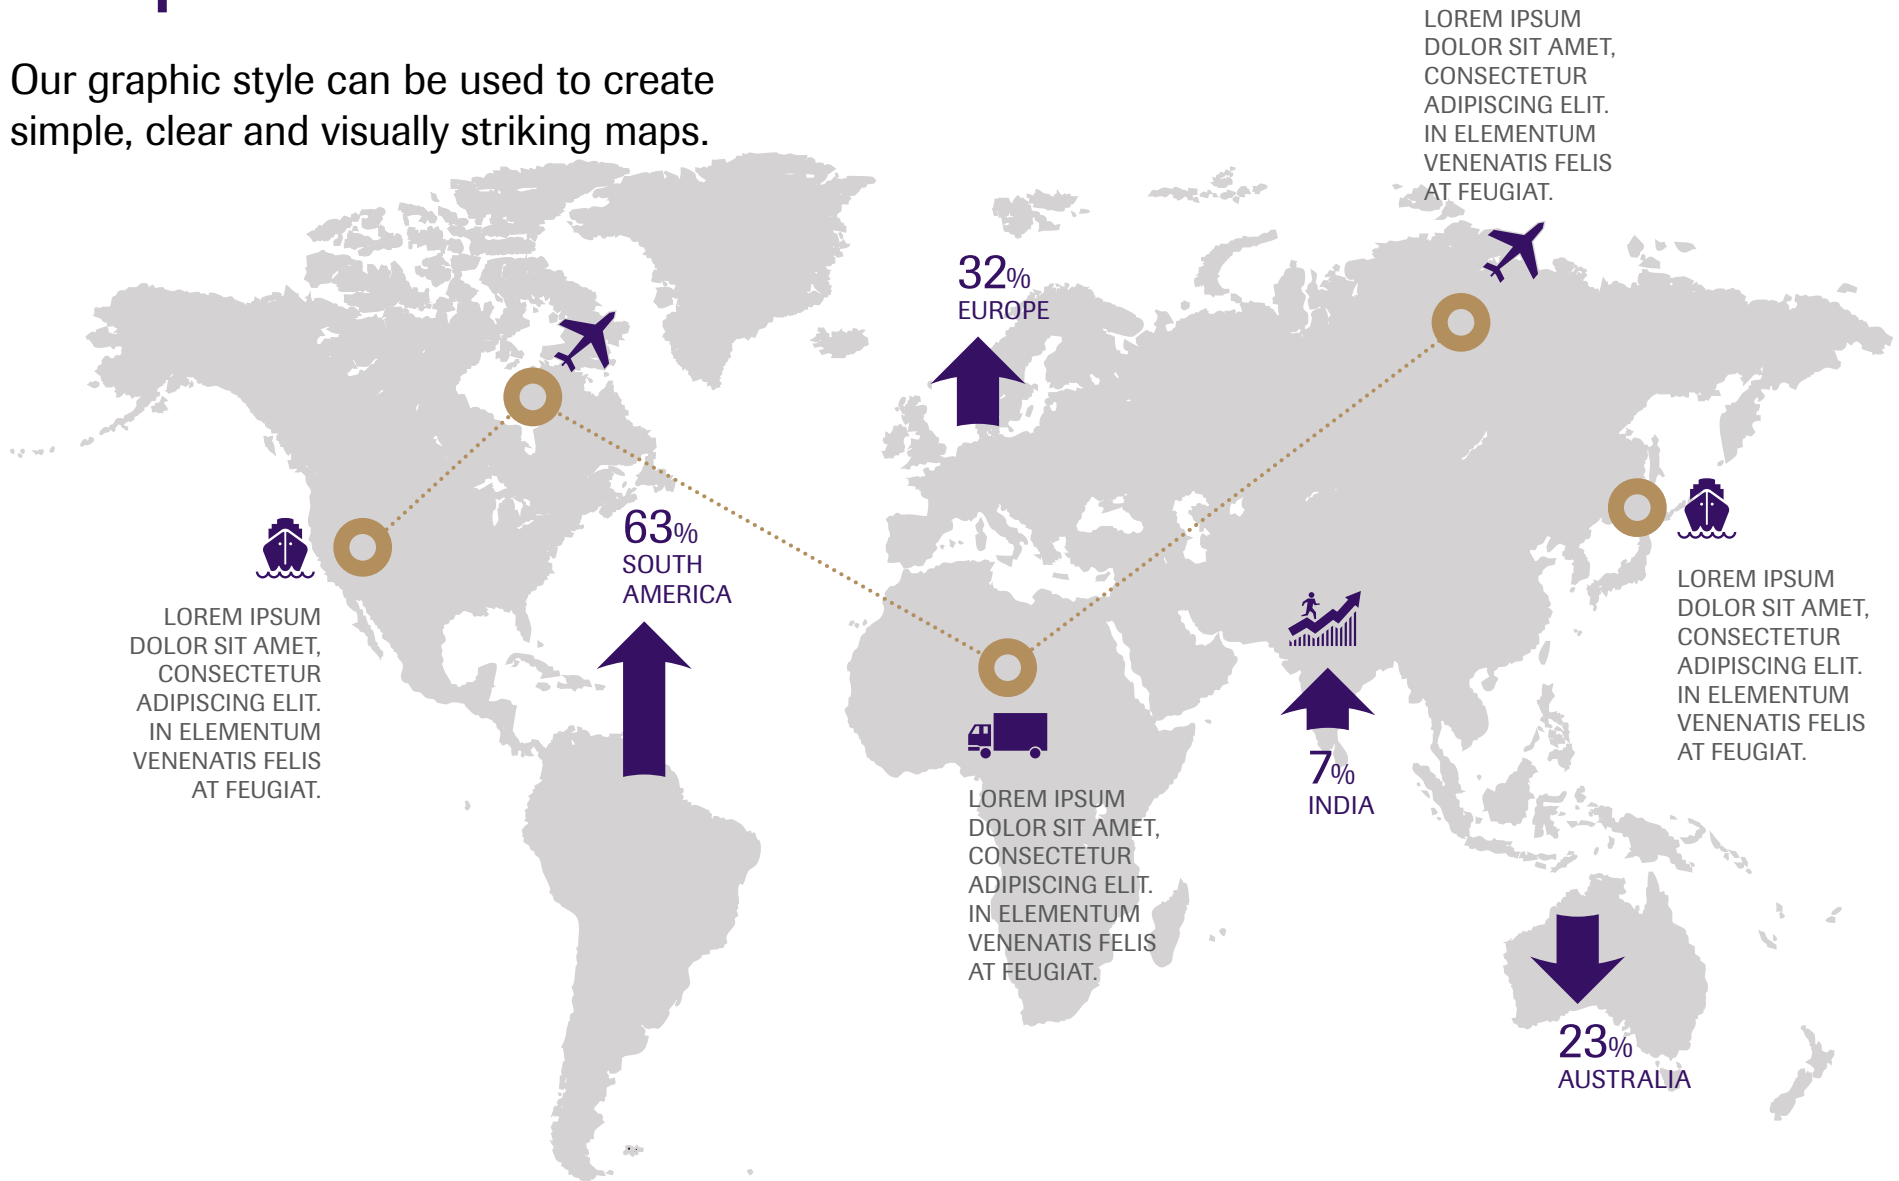 Our graphic style can be used to create
simple, clear and visually striking maps.
LOREM IPSUM
DOLOR SIT AMET,
CONSECTETUR
ADIPISCING ELIT.
IN ELEMENTUM
VENENATIS FELIS
AT FEUGIAT.
32%
EUROPE
63%
SOUTH
AMERICA
LOREM IPSUM
DOLOR SIT AMET,
CONSECTETUR
ADIPISCING ELIT.
IN ELEMENTUM
VENENATIS FELIS
AT FEUGIAT.
LOREM IPSUM
DOLOR SIT AMET,
CONSECTETUR
ADIPISCING ELIT.
IN ELEMENTUM
VENENATIS FELIS
AT FEUGIAT.
7%
INDIA
LOREM IPSUM
DOLOR SIT AMET,
CONSECTETUR
ADIPISCING ELIT.
IN ELEMENTUM
VENENATIS FELIS
AT FEUGIAT.
23%
AUSTRALIA